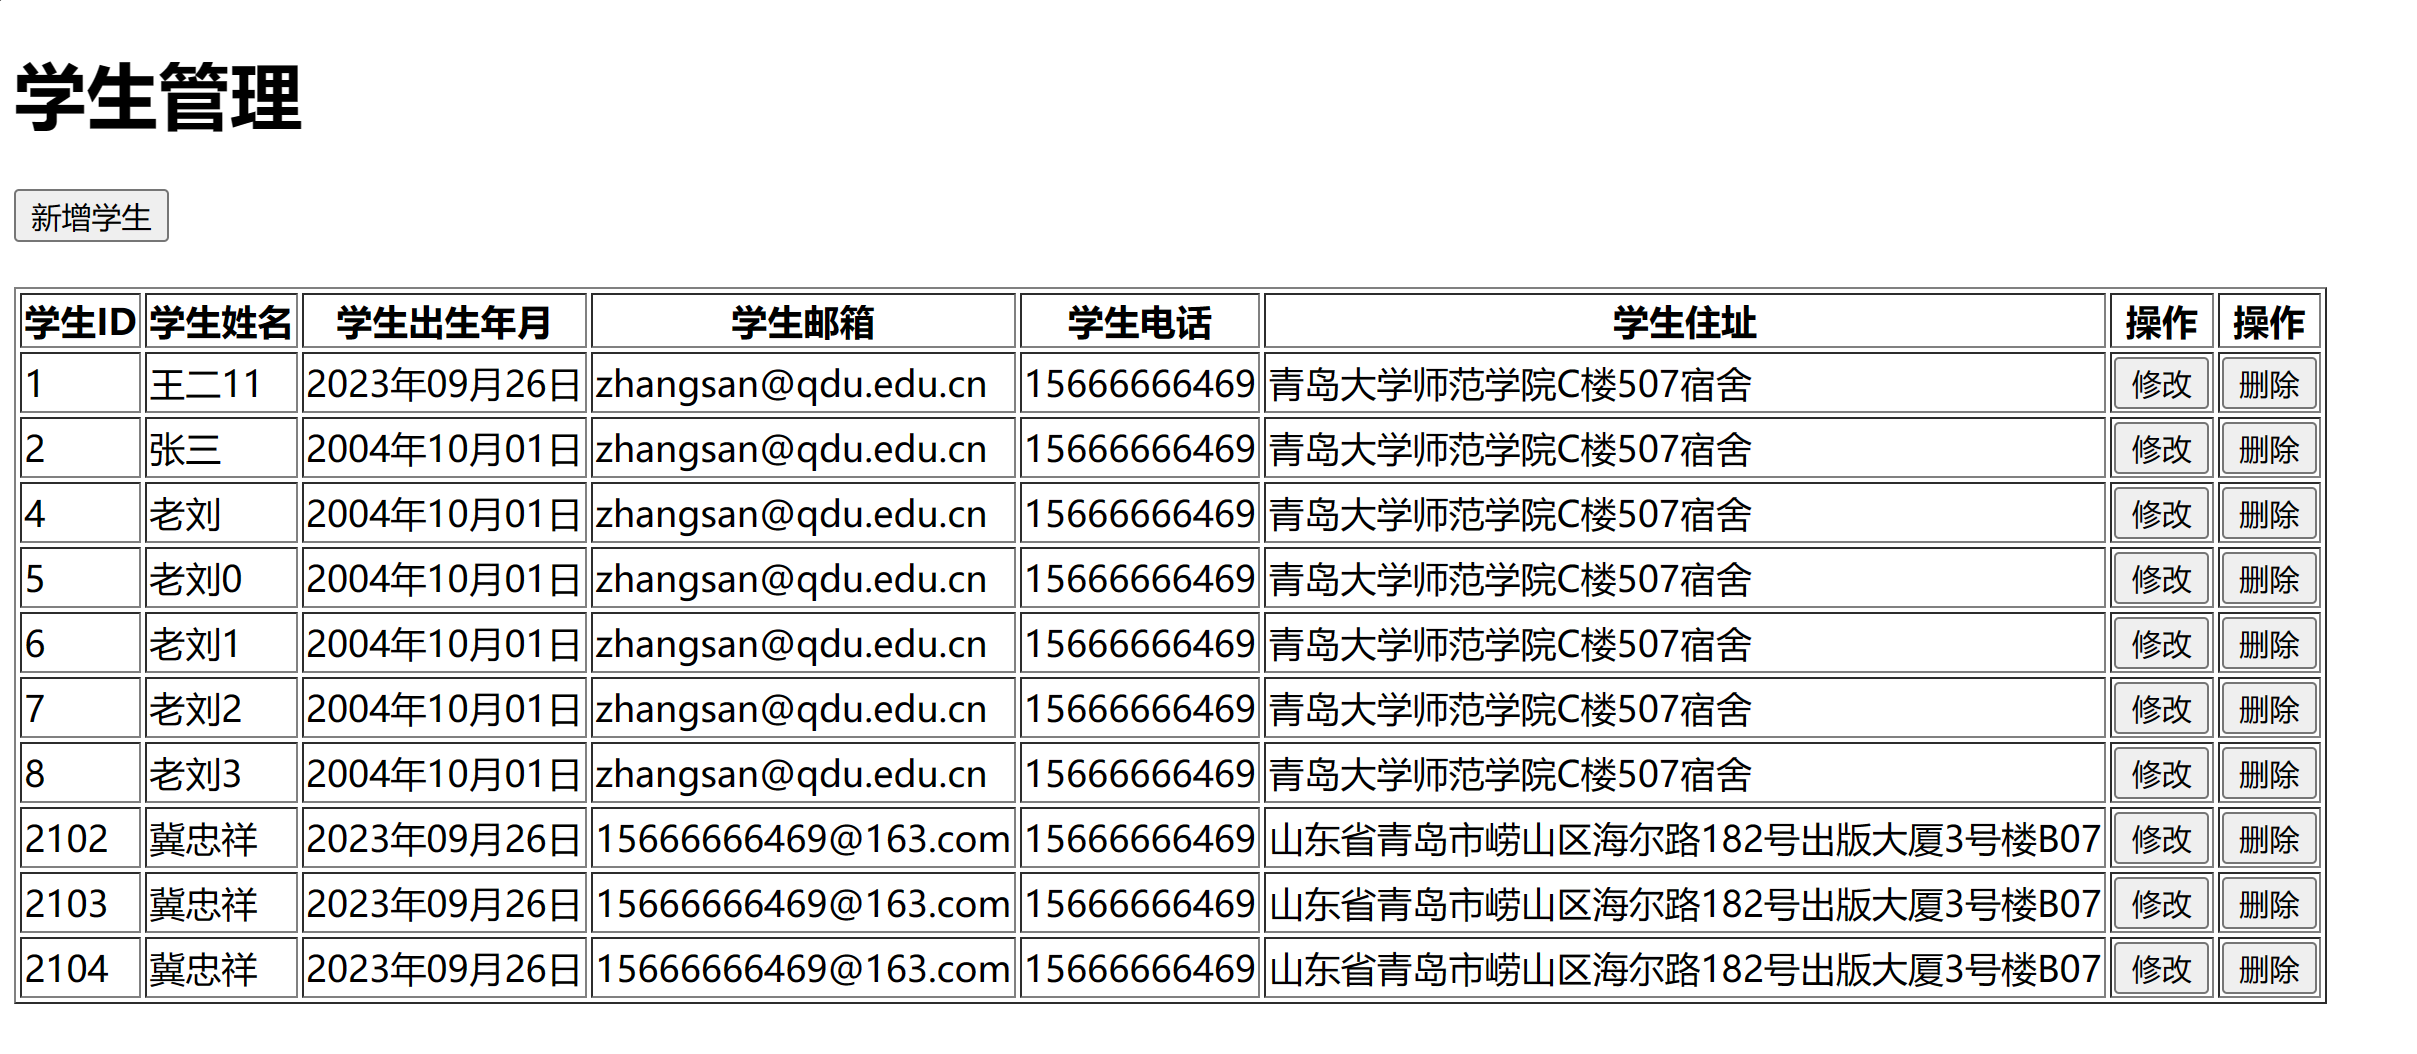 学生管理
新增学生
学生ID 学生姓名 学生出生年月 学生邮箱 学生电话 学生住址 操作 操作
1 王二11 2023年09月26日 zhangsan@qdu.edu.cn 15666666469 青岛大学师范学院C楼507宿舍 修改 删除
2 张三 2004年10月01日 zhangsan@qdu.edu.cn 15666666469 青岛大学师范学院C楼507宿舍 修改 删除
4 老刘 2004年10月01日 zhangsan@qdu.edu.cn 15666666469 青岛大学师范学院C楼507宿舍 修改 删除
5 老刘0 2004年10月01日 zhangsan@qdu.edu.cn 15666666469 青岛大学师范学院C楼507宿舍 修改 删除
6 老刘1 2004年10月01日 zhangsan@qdu.edu.cn 15666666469 青岛大学师范学院C楼507宿舍 修改 删除
7 老刘2 2004年10月01日 zhangsan@qdu.edu.cn 15666666469 青岛大学师范学院C楼507宿舍 修改 删除
8 老刘3 2004年10月01日 zhangsan@qdu.edu.cn 15666666469 青岛大学师范学院C楼507宿舍 修改 删除
2102 冀忠祥 2023年09月26日 15666666469@163.com 15666666469 山东省青岛市崂山区海尔路182号出版大厦3号楼B07 修改 删除
2103 冀忠祥 2023年09月26日 15666666469@163.com 15666666469 山东省青岛市崂山区海尔路182号出版大厦3号楼B07 修改 删除
2104 冀忠祥 2023年09月26日 15666666469@163.com 15666666469 山东省青岛市崂山区海尔路182号出版大厦3号楼B07 修改 删除